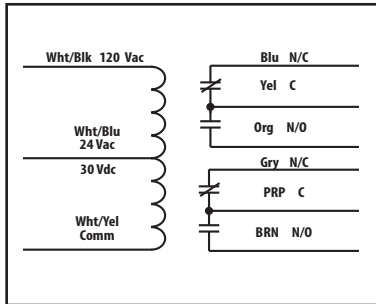 Wht/Blk 120 Vac
Wht/Blu
24 Vac
30 Vdc
Wht/Yel
Comm
Blu N/C
Yel C
Org N/O
Gry N/C
PRP C
BRN N/O